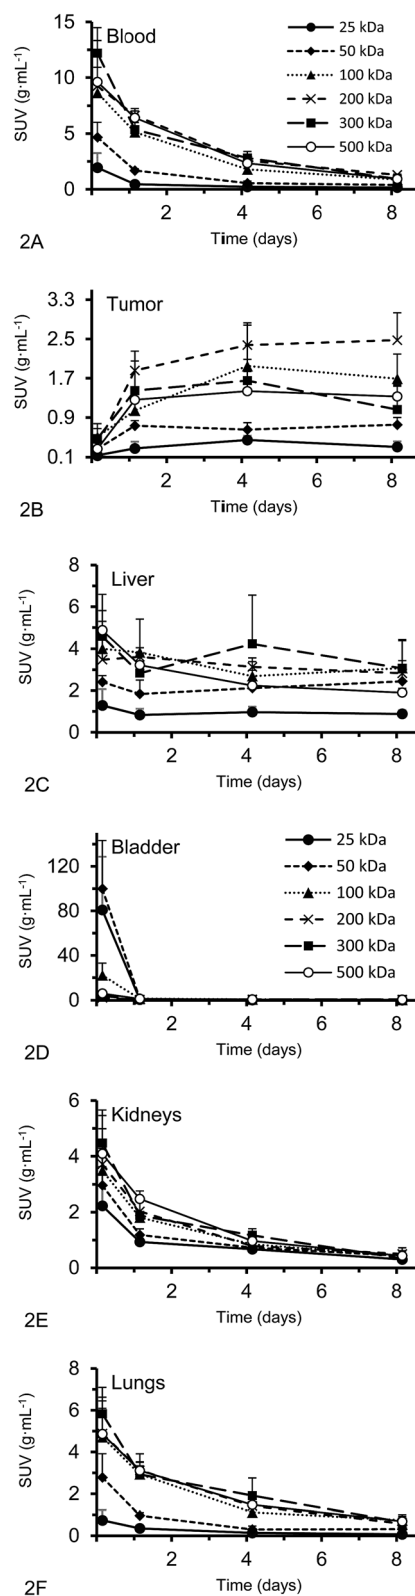 Blood
15
10
5
0
SUV (g·mL-1)
25 kDa
50 kDa
100 kDa
200 kDa
300 kDa
500 kDa
2 4 6 8
Time (days)
2A
Tumor
3.3
2.5
1.7
0.9
0.1
SUV (g·mL-1)
0 2 4 6 8
Time (days)
2B
Liver
8
6
4
2
0
SUV (g·mL-1)
2 4 6 8
Time (days)
2C
Bladder
120
80
40
0
SUV (g·mL-1)
25 kDa
50 kDa
100 kDa
200 kDa
300 kDa
500 kDa
2 4 6 8
Time (days)
2D
Kidneys
6
4
2
0
SUV (g·mL-1)
0 2 4 6 8
Time (days)
2E
Lungs
8
6
4
2
0
SUV (g·mL-1)
0 2 4 6 8
Time (days)
2F